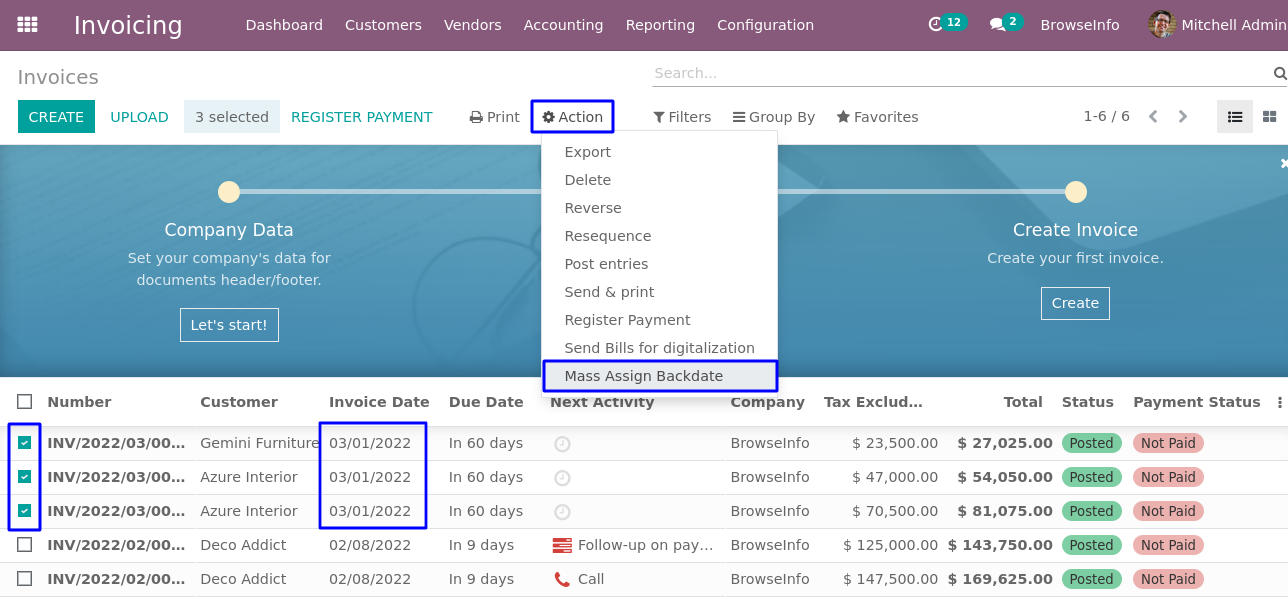 Invoicing Dashboard Customers Vendors Accounting Reporting Configuration 12 2 BrowseInfo Mitchell Admin
Invoices Search...
CREATE UPLOAD 3 selected REGISTER PAYMENT Print Action Filters Group By Favorites 1-6 / 6
Export
Delete
Reverse
Resequence
Post entries
Send & print
Register Payment
Send Bills for digitalization
Mass Assign Backdate
Company Data
Set your company's data for
documents header/footer.
Let's start!
Create Invoice
Create your first invoice.
Create
Number Customer Invoice Date Due Date Next Activity Company Tax Exclud... Total Status Payment Status
INV/2022/03/00... Gemini Furniture 03/01/2022 In 60 days BrowseInfo $ 23,500.00 $ 27,025.00 Posted Not Paid
INV/2022/03/00... Azure Interior 03/01/2022 In 60 days BrowseInfo $ 47,000.00 $ 54,050.00 Posted Not Paid
INV/2022/03/00... Azure Interior 03/01/2022 In 60 days BrowseInfo $ 70,500.00 $ 81,075.00 Posted Not Paid
INV/2022/02/00... Deco Addict 02/08/2022 In 9 days Follow-up on pay... BrowseInfo $ 125,000.00 $ 143,750.00 Posted Not Paid
INV/2022/02/00... Deco Addict 02/08/2022 In 9 days Call BrowseInfo $ 147,500.00 $ 169,625.00 Posted Not Paid